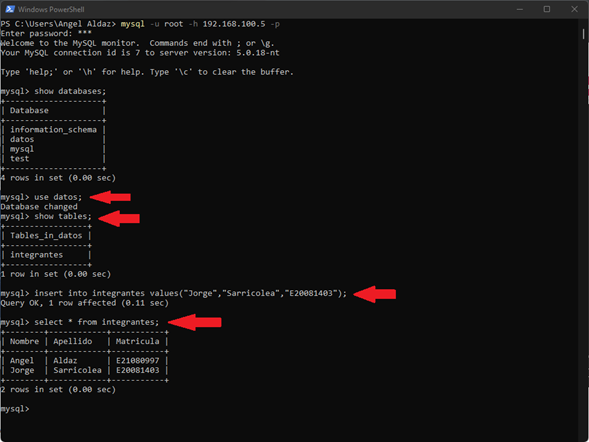 Windows PowerShell
PS C:\Users\Angel Aldaz> mysql -u root -h 192.168.100.5 -p
Enter password: ***
Welcome to the MySQL monitor.  Commands end with ; or \g.
Your MySQL connection id is 7 to server version: 5.0.18-nt
Type 'help;' or '\h' for help. Type '\c' to clear the buffer.
mysql> show databases;
+--------------------+
| Database           |
+--------------------+
| information_schema |
| datos              |
| mysql              |
| test               |
+--------------------+
4 rows in set (0.00 sec)
mysql> use datos;
Database changed
mysql> show tables;
+-----------------+
| Tables_in_datos |
+-----------------+
| integrantes     |
+-----------------+
1 row in set (0.00 sec)
mysql> insert into integrantes values("Jorge","Sarricolea","E20081403");
Query OK, 1 row affected (0.11 sec)
mysql> select * from integrantes;
+--------+------------+-----------+
| Nombre | Apellido   | Matricula |
+--------+------------+-----------+
| Angel  | Aldaz      | E21080997 |
| Jorge  | Sarricolea | E20081403 |
+--------+------------+-----------+
2 rows in set (0.00 sec)
mysql>